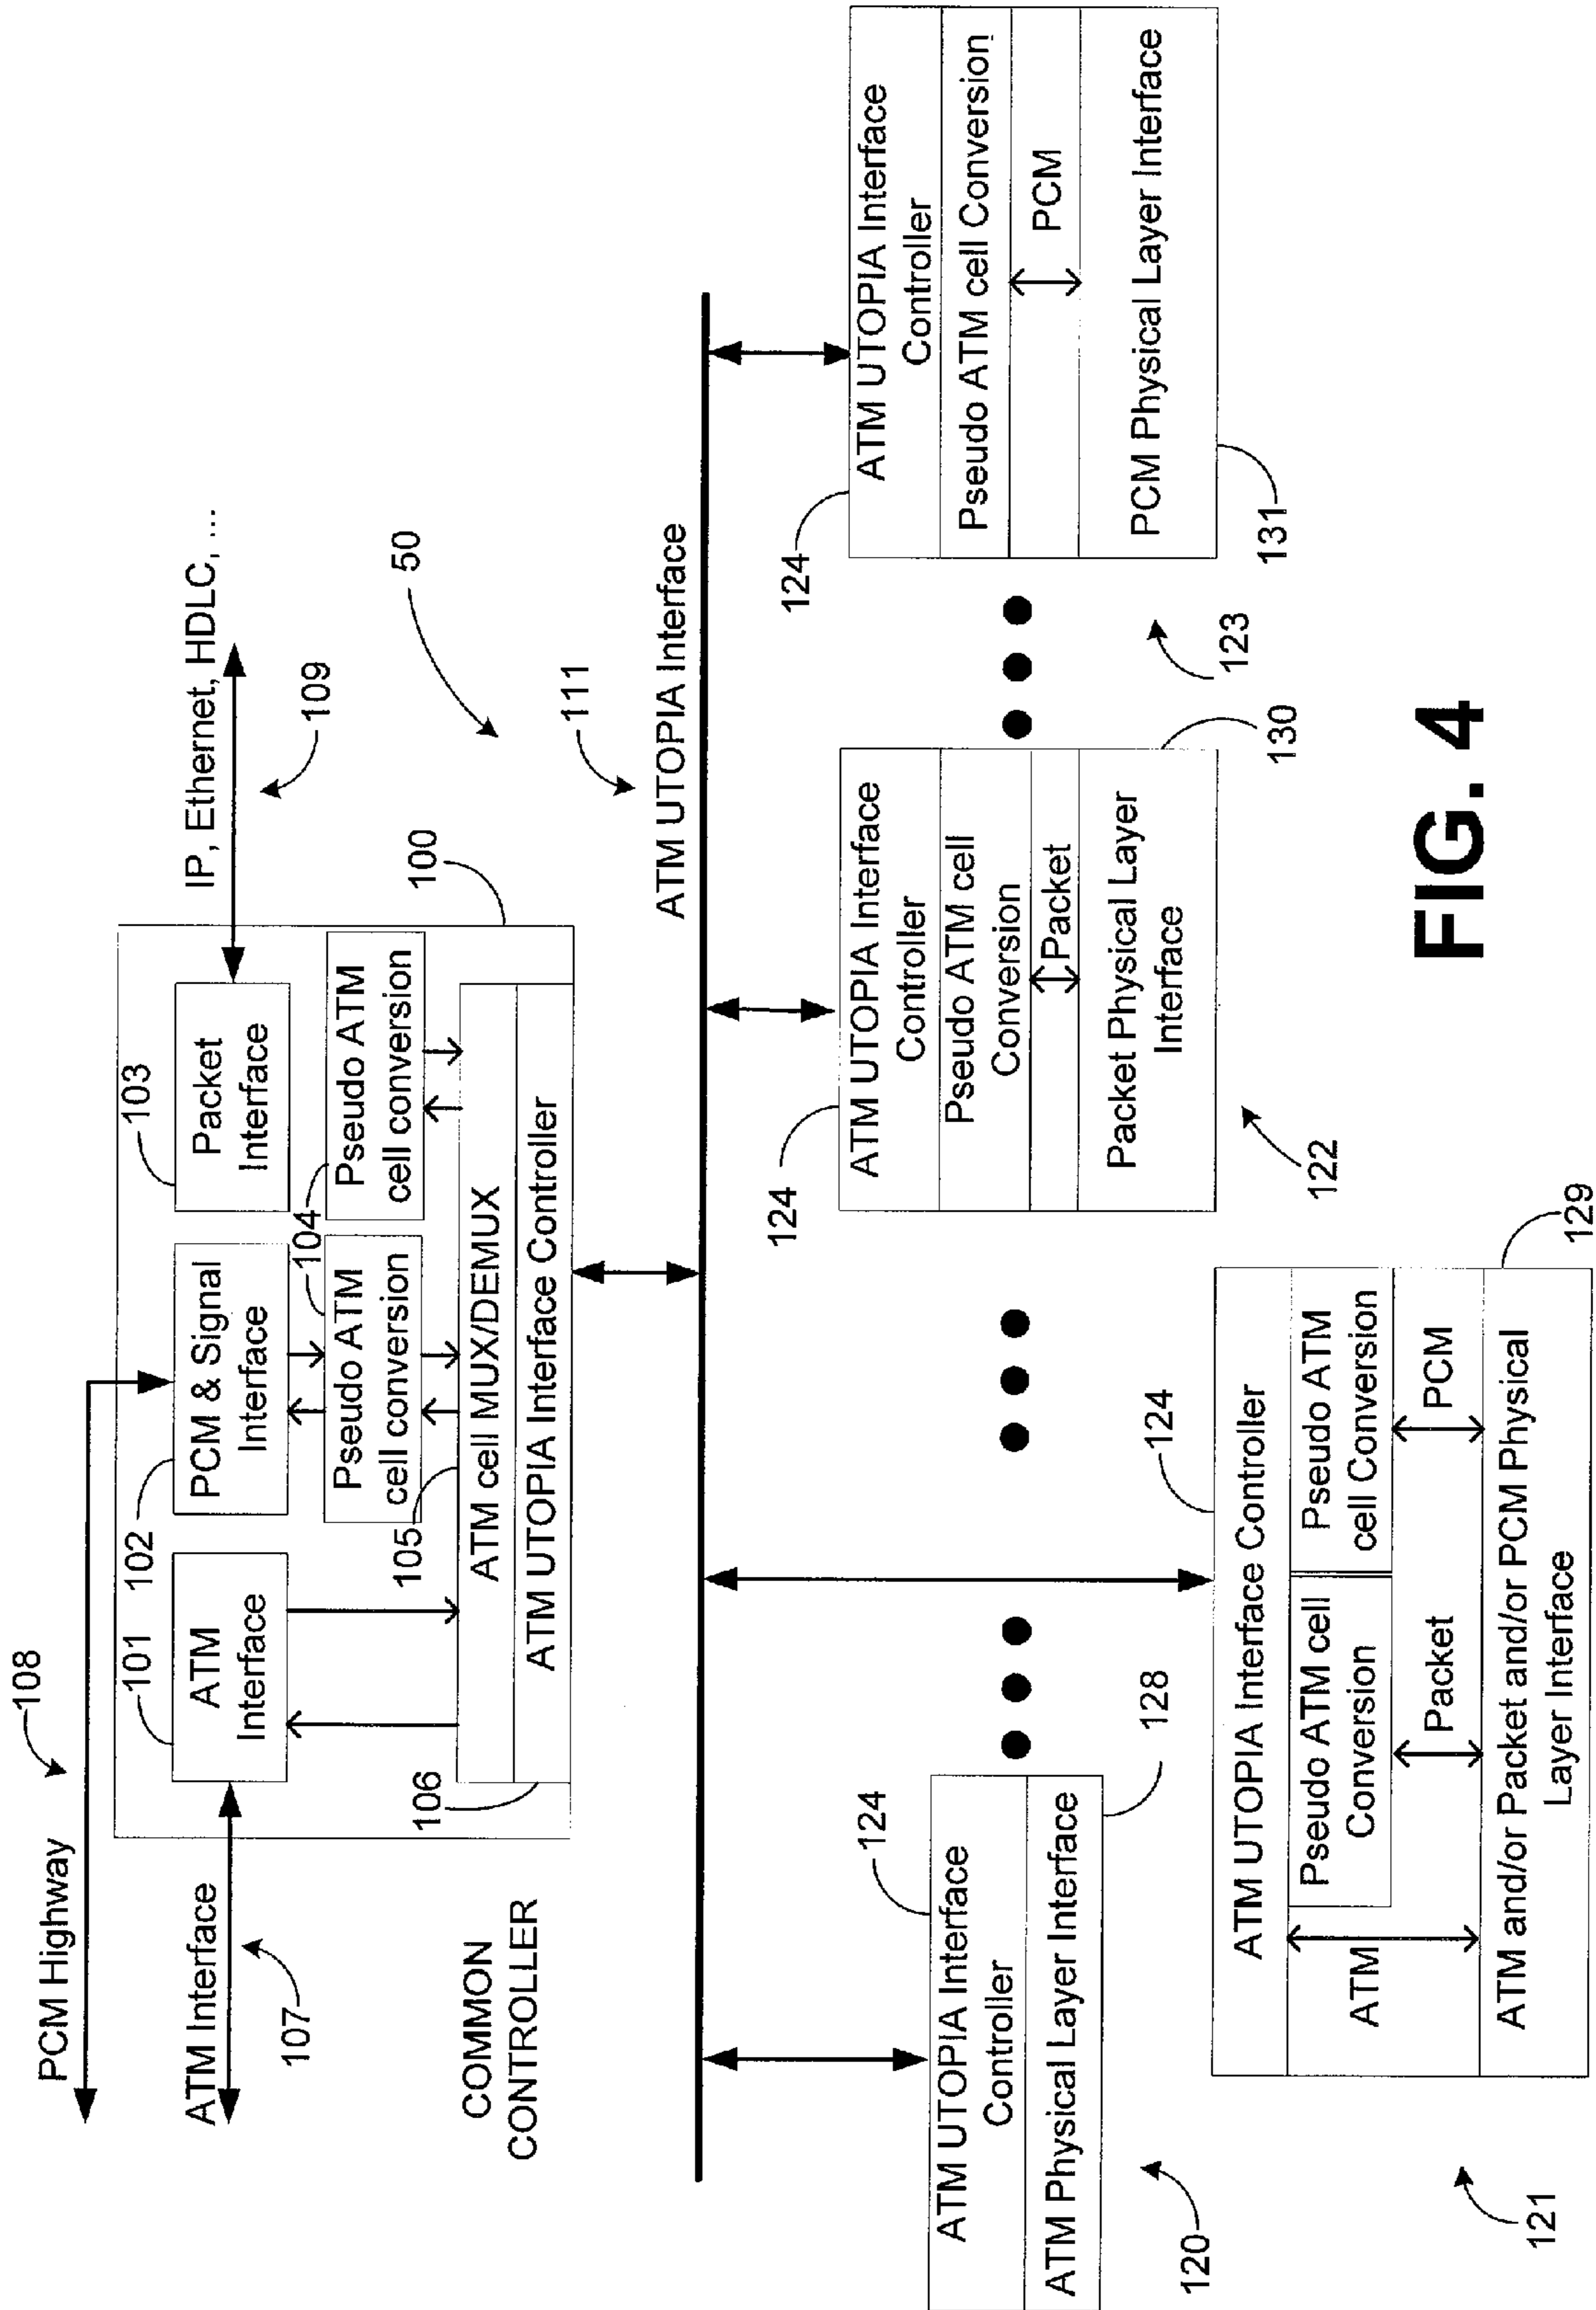 PCM Highway
108
ATM Interface
107
IP, Ethernet, HDLC, ...
109
101
ATM
Interface
102
PCM & Signal
Interface
103
Packet
Interface
104
Pseudo ATM
cell conversion
104
Pseudo ATM
cell conversion
105
ATM cell MUX/DEMUX
106
ATM UTOPIA Interface Controller
100
COMMON
CONTROLLER
50
111
ATM UTOPIA Interface
124
ATM UTOPIA Interface
Controller
ATM Physical Layer Interface
128
120
124
ATM UTOPIA Interface Controller
Pseudo ATM cell
Conversion
Pseudo ATM
cell Conversion
ATM
Packet
PCM
ATM and/or Packet and/or PCM Physical
Layer Interface
129
121
124
ATM UTOPIA Interface
Controller
Pseudo ATM cell
Conversion
Packet
Packet Physical Layer
Interface
130
122
124
ATM UTOPIA Interface
Controller
Pseudo ATM cell Conversion
PCM
PCM Physical Layer Interface
131
123
FIG. 4